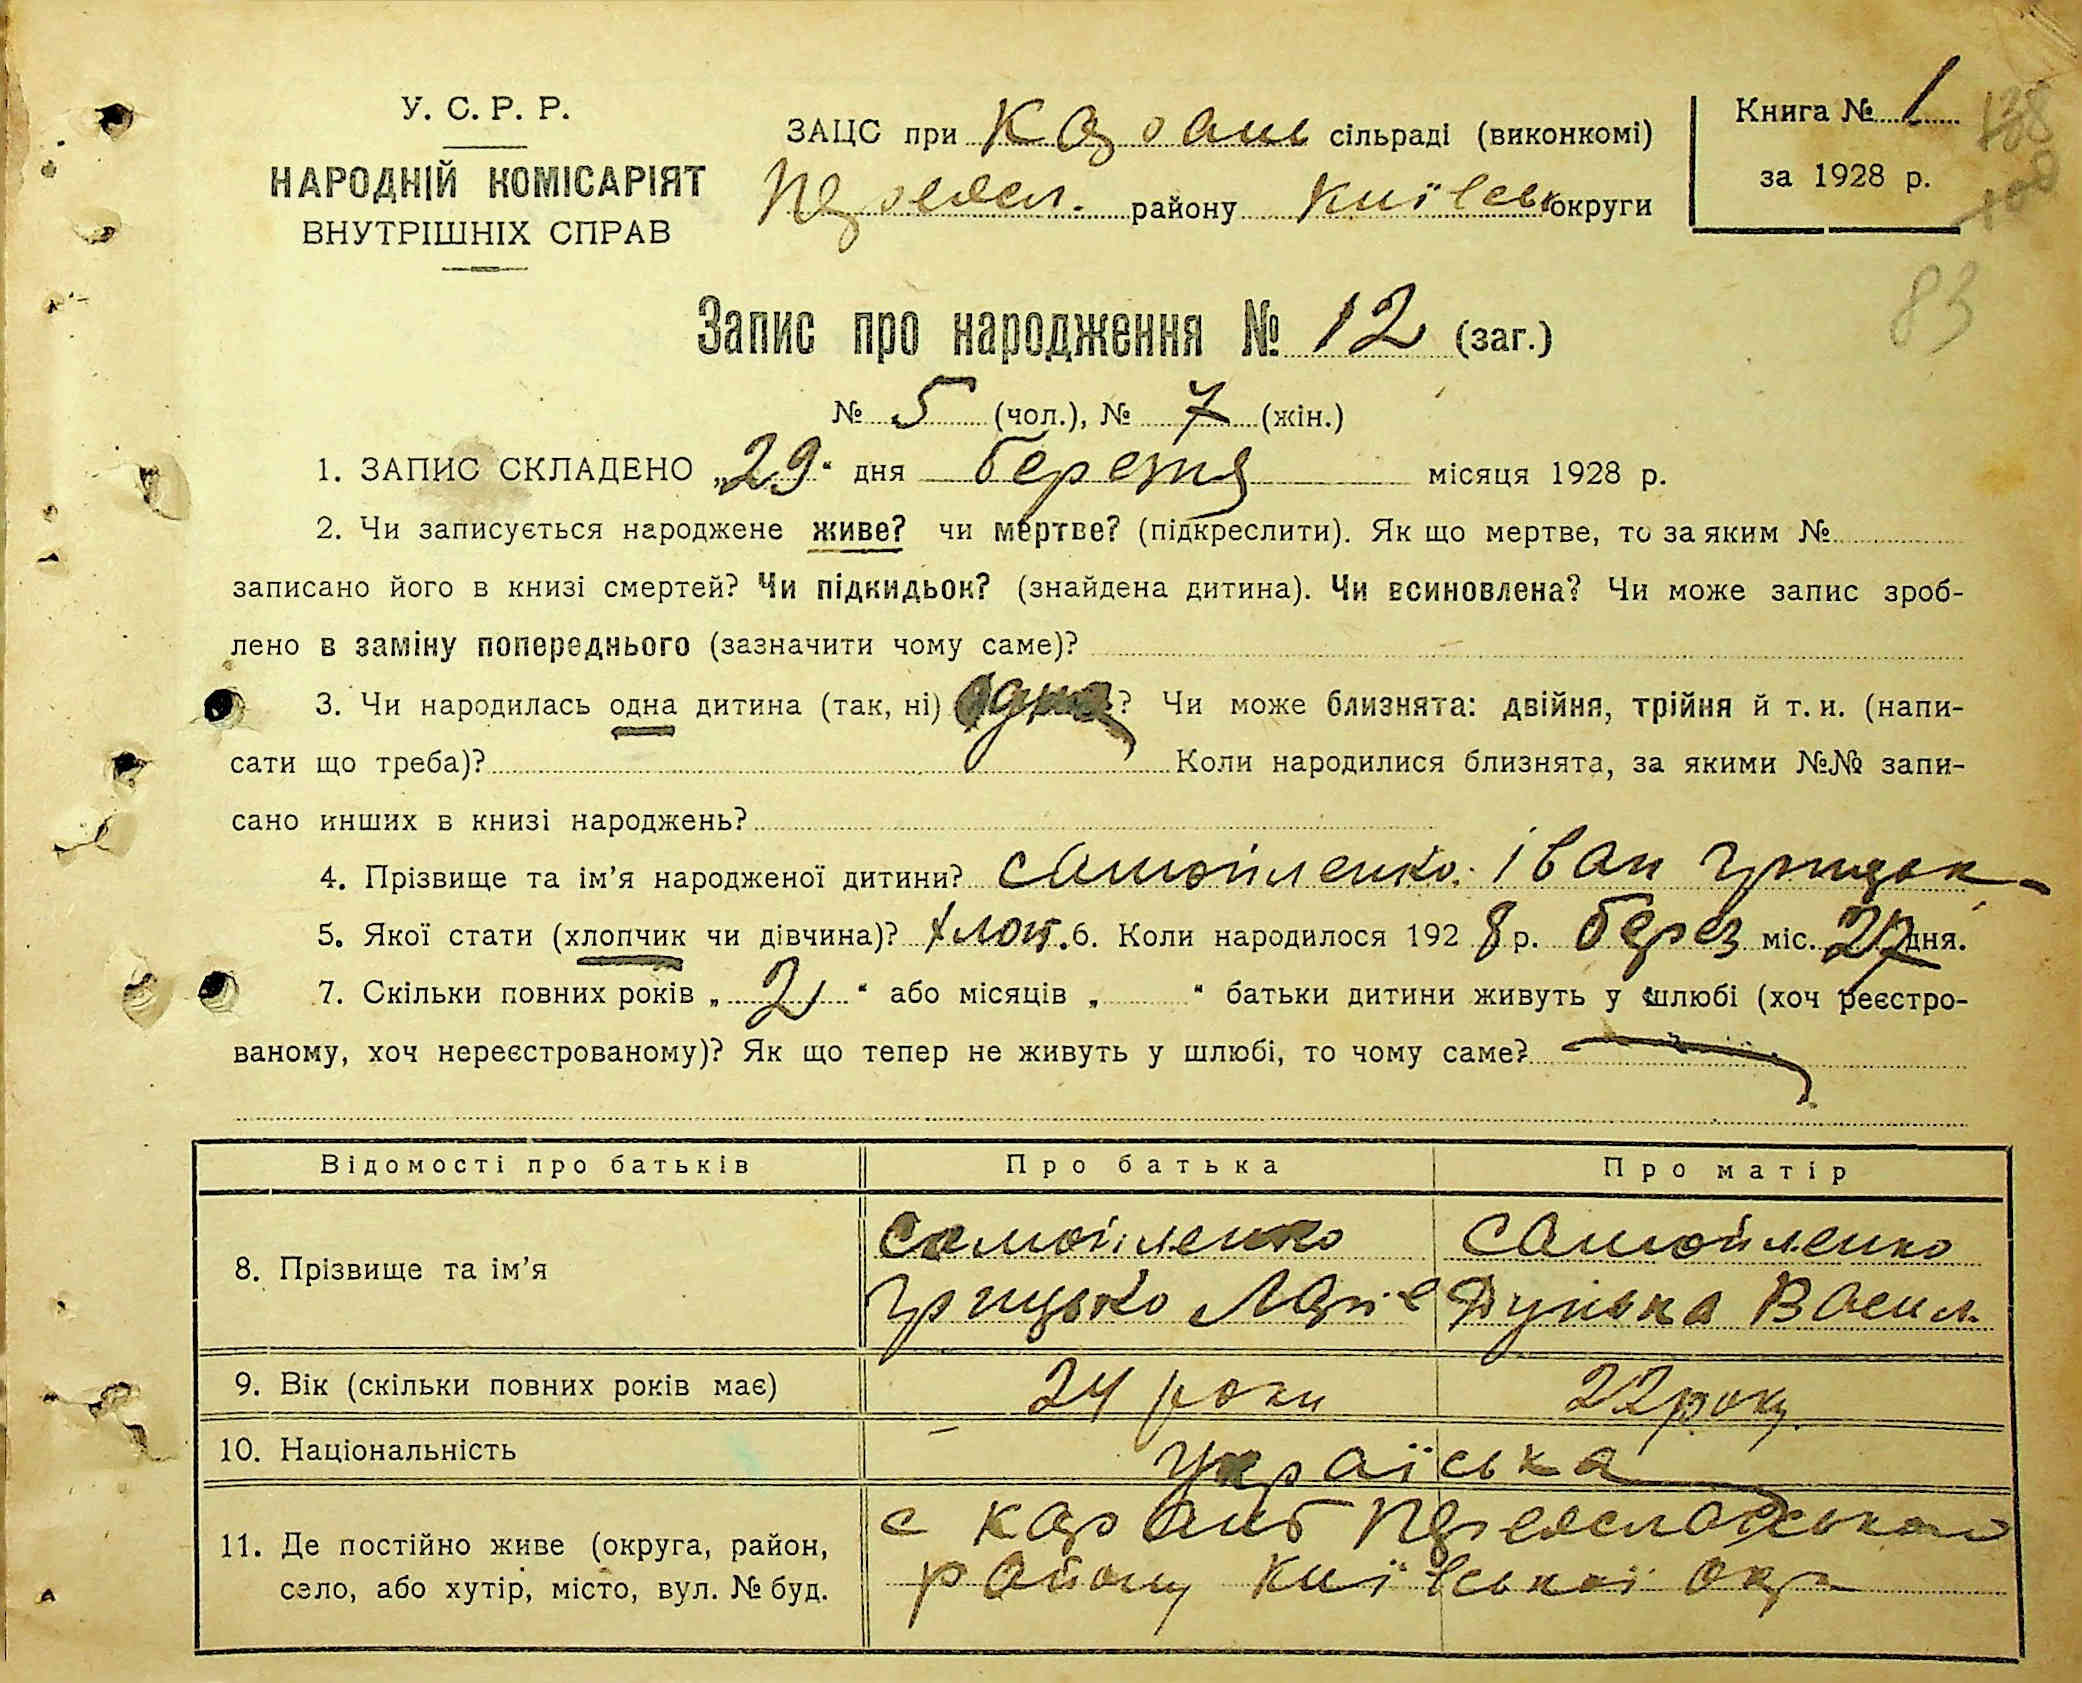 У. С. Р. Р.
НАРОДНІЙ КОМІСАРІЯТ
ВНУТРІШНІХ СПРАВ
ЗАЦС при Карань сільраді (виконкомі)
Переясл. району Київськ округи
Книга № 1
за 1928 р.
83
Запис про народження № 12 (заг.)
№ 5 (чол.), № 7 (жін.)
1. ЗАПИС СКЛАДЕНО „29“ дня березня місяця 1928 р.
2. Чи записується народжене живе? чи мертве? (підкреслити). Як що мертве, то за яким №
записано його в книзі смертей? Чи підкидьок? (знайдена дитина). Чи всиновлена? Чи може запис зроб-
лено в заміну попереднього (зазначити чому саме)?
3. Чи народилась одна дитина (так, ні) одна? Чи може близнята: двійня, трійня й т. и. (напи-
сати що треба)? Коли народилися близнята, за якими №№ запи-
сано инших в книзі народжень?
4. Прізвище та ім’я народженої дитини? Самойленко Іван
5. Якої стати (хлопчик чи дівчина)? хлоп. 6. Коли народилося 1928 р. берез міс. 27 дня.
7. Скільки повних років „2“ або місяців „ “ батьки дитини живуть у шлюбі (хоч реєстро-
ваному, хоч нереєстрованому)? Як що тепер не живуть у шлюбі, то чому саме?
Відомості про батьків Про батька Про матір
8. Прізвище та ім’я
Самойленко Самойленко
Грицько Дунька Васил.
9. Вік (скільки повних років має) 24 роки 22 року
10. Національність Украіська
11. Де постійно живе (округа, район,
село, або хутір, місто, вул. № буд.
с Карань Переяславського
району Київської окр